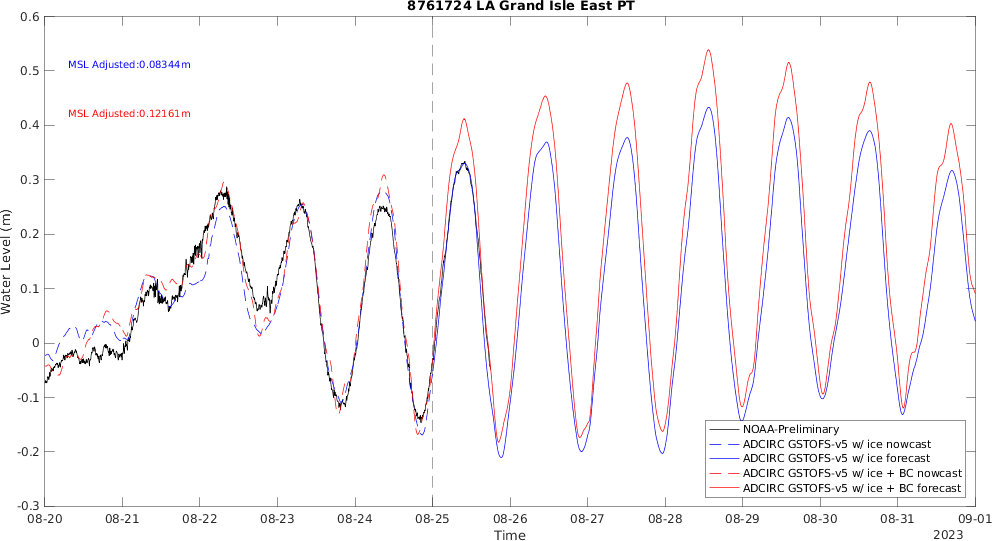 8761724 LA Grand Isle East PT
MSL Adjusted:0.08344m
MSL Adjusted:0.12161m
Water Level (m)
0.6
0.5
0.4
0.3
0.2
0.1
0
-0.1
-0.2
-0.3
NOAA-Preliminary
ADCIRC GSTOFS-v5 w/ ice nowcast
ADCIRC GSTOFS-v5 w/ ice forecast
ADCIRC GSTOFS-v5 w/ ice + BC nowcast
ADCIRC GSTOFS-v5 w/ ice + BC forecast
08-20 08-21 08-22 08-23 08-24 08-25 08-26 08-27 08-28 08-29 08-30 08-31 09-01
Time
2023